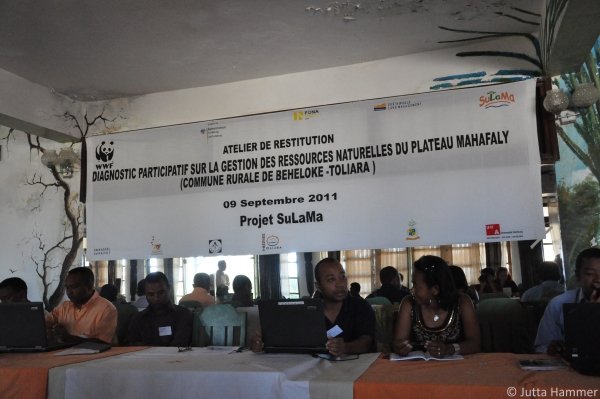 WWF
FONA
SuLaMa
ATELIER DE RESTITUTION
DIAGNOSTIC PARTICIPATIF SUR LA GESTION DES RESSOURCES NATURELLES DU PLATEAU MAHAFALY
(COMMUNE RURALE DE BEHELOKE -TOLIARA )
09 Septembre 2011
Projet SuLaMa
© Jutta Hammer